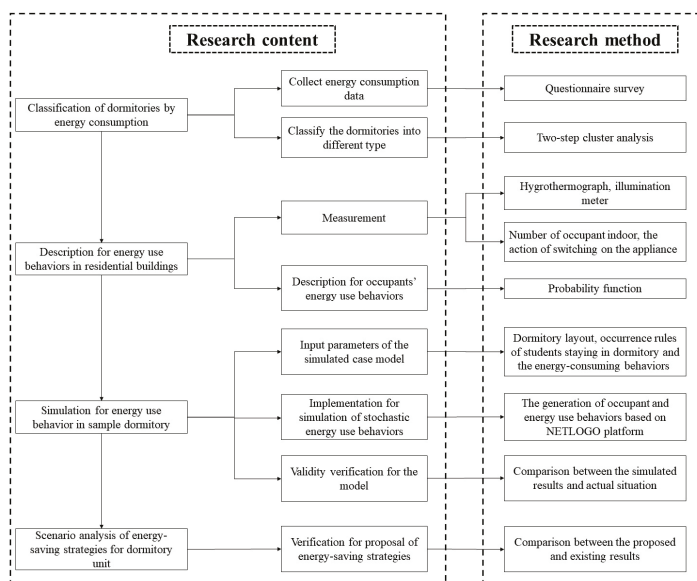 Research content
Research method
Classification of dormitories by
energy consumption
Collect energy consumption
data
Questionnaire survey
Classify the dormitories into
different type
Two-step cluster analysis
Description for energy use
behaviors in residential buildings
Measurement
Hygrothermograph, illumination
meter
Number of occupant indoor, the
action of switching on the appliance
Description for occupants’
energy use behaviors
Probability function
Simulation for energy use
behavior in sample dormitory
Input parameters of the
simulated case model
Dormitory layout, occurrence rules
of students staying in dormitory and
the energy-consuming behaviors
Implementation for
simulation of stochastic
energy use behaviors
The generation of occupant and
energy use behaviors based on
NETLOGO platform
Validity verification for the
model
Comparison between the simulated
results and actual situation
Scenario analysis of energy-
saving strategies for dormitory
unit
Verification for proposal of
energy-saving strategies
Comparison between the proposed
and existing results